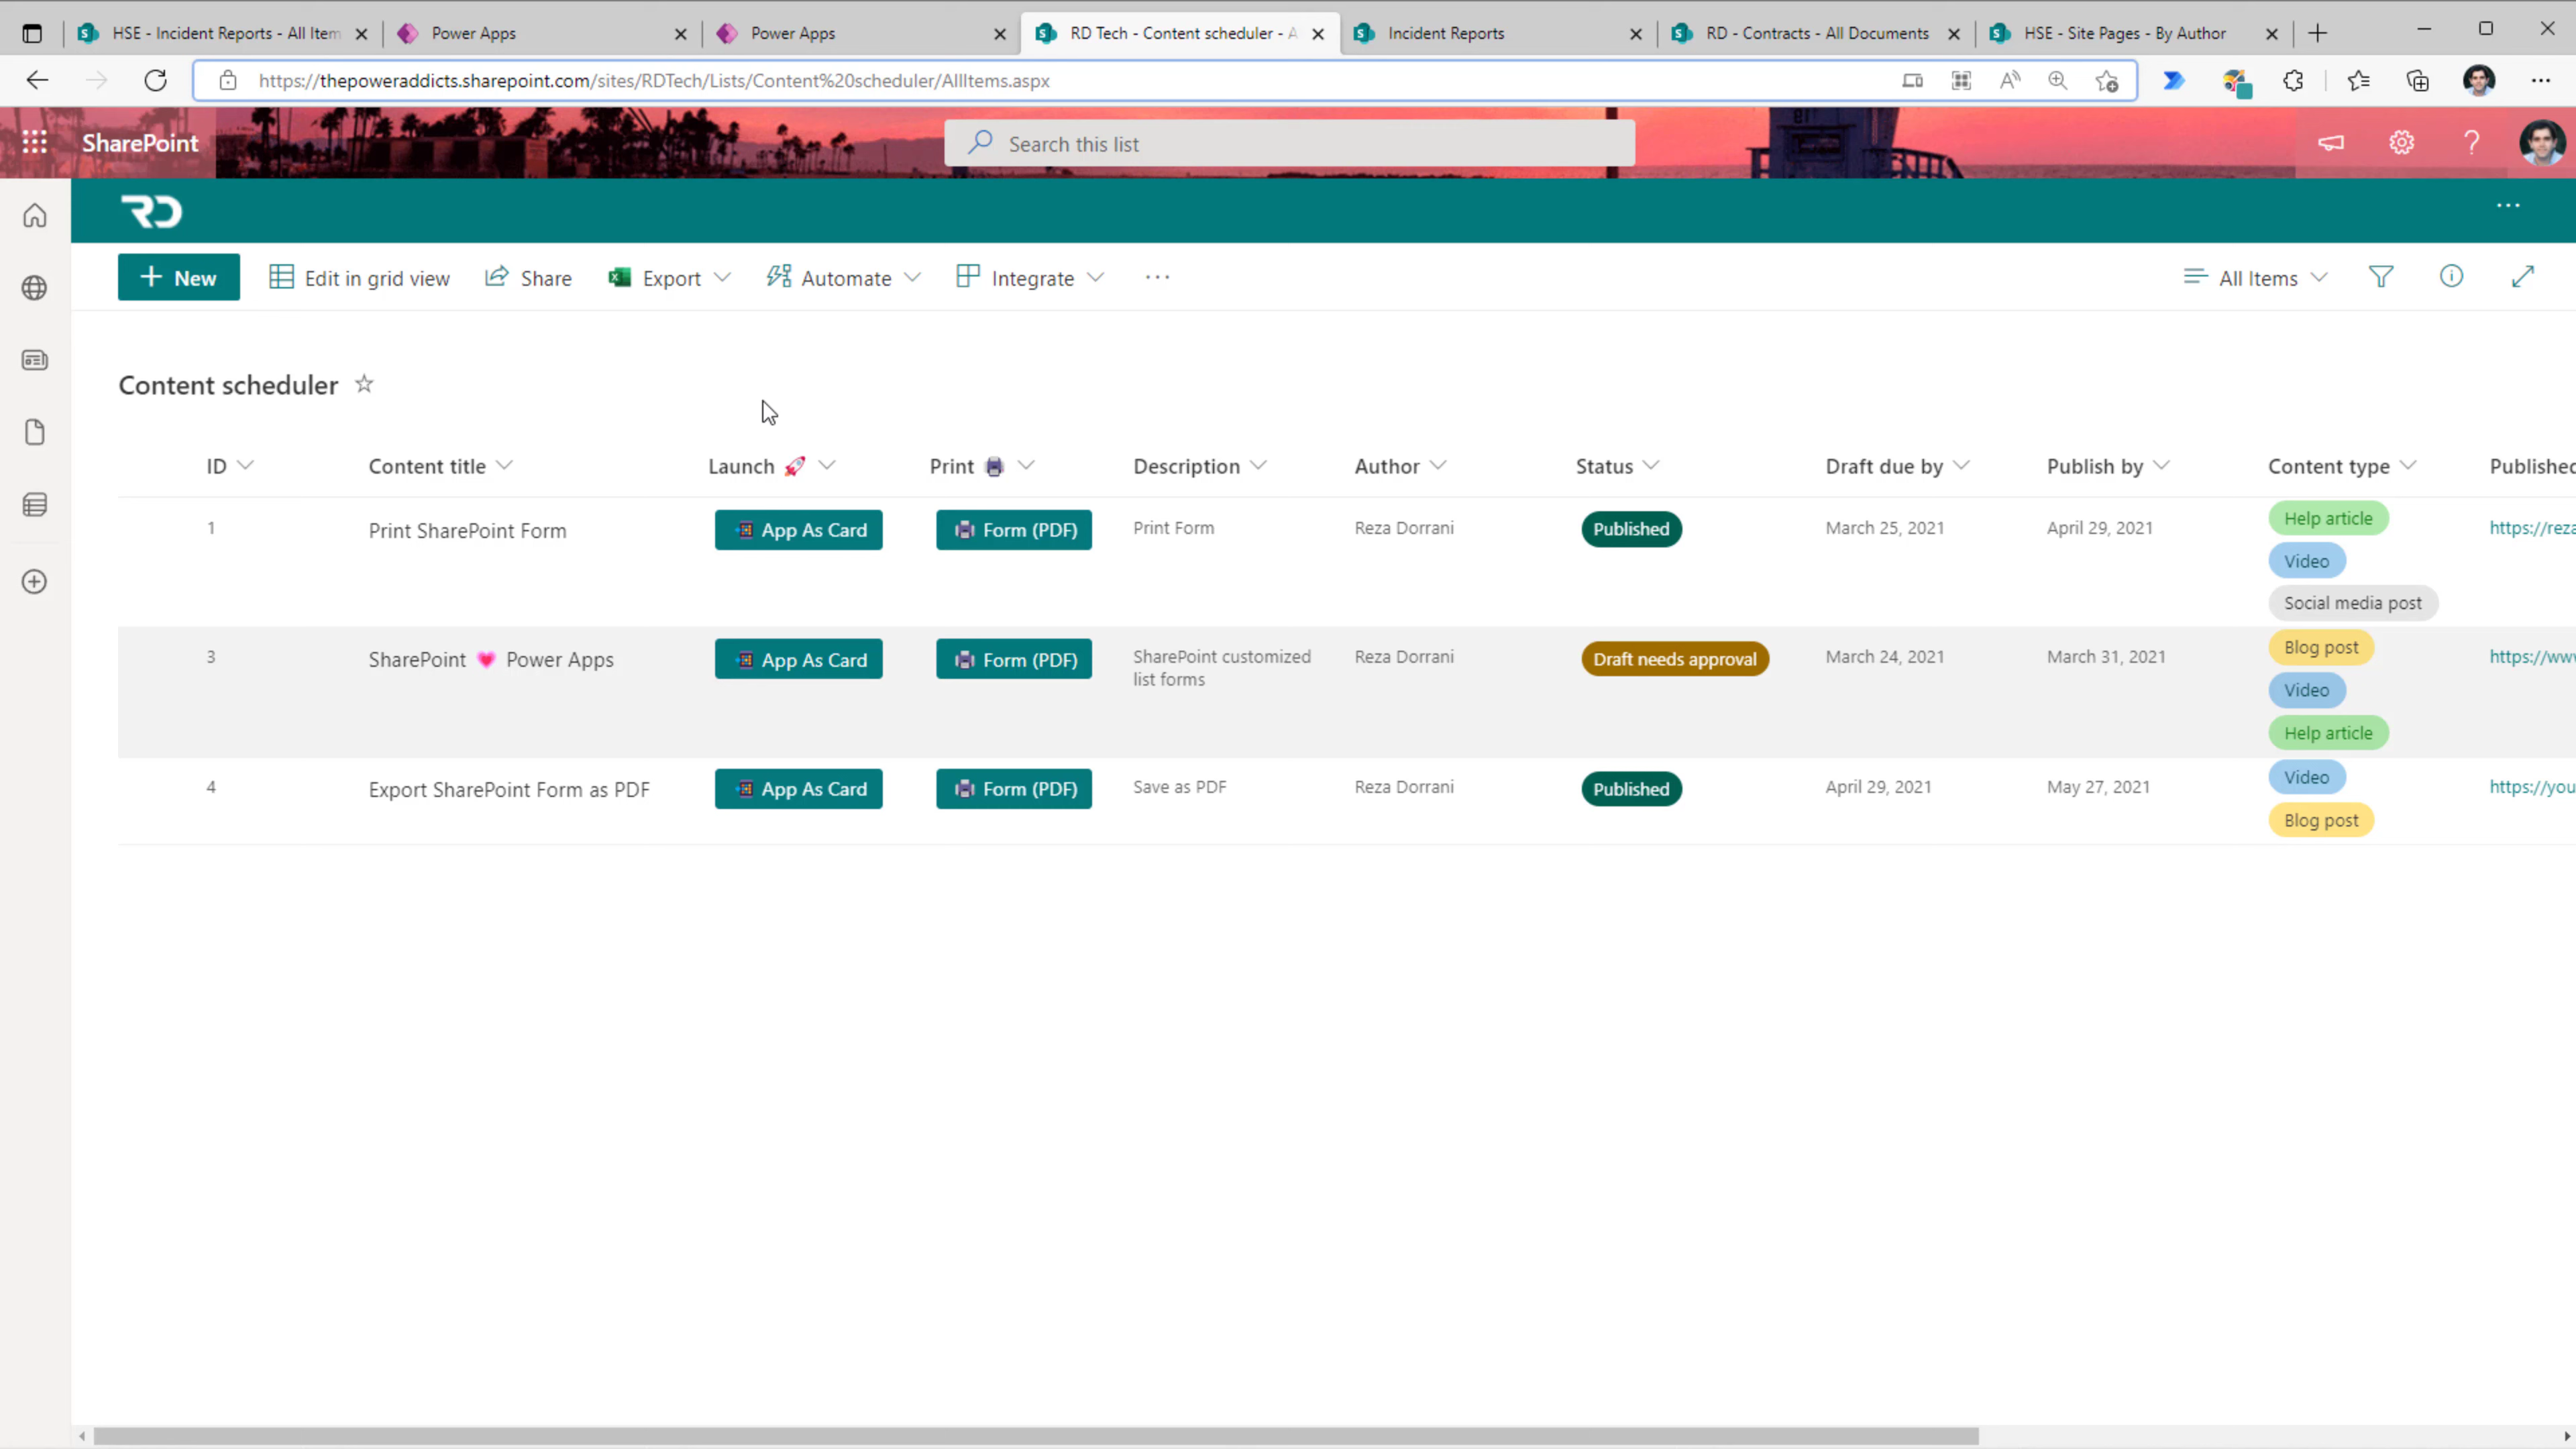 HSE - Incident Reports - All Item
Power Apps
Power Apps
RD Tech - Content scheduler - A
Incident Reports
RD - Contracts - All Documents
HSE - Site Pages - By Author
https://thepoweraddicts.sharepoint.com/sites/RDTech/Lists/Content%20scheduler/AllItems.aspx
SharePoint
Search this list
RD
New
Edit in grid view
Share
Export
Automate
Integrate
All Items
Content scheduler
ID Content title Launch 🚀 Print 🖨️ Description Author Status Draft due by Publish by Content type Published
1 Print SharePoint Form App As Card Form (PDF) Print Form Reza Dorrani Published March 25, 2021 April 29, 2021 Help article https://reza
Video
Social media post
3 SharePoint 💗 Power Apps App As Card Form (PDF) SharePoint customized Reza Dorrani Draft needs approval March 24, 2021 March 31, 2021 Blog post https://www
list forms
Video
Help article
4 Export SharePoint Form as PDF App As Card Form (PDF) Save as PDF Reza Dorrani Published April 29, 2021 May 27, 2021 Video https://you
Blog post